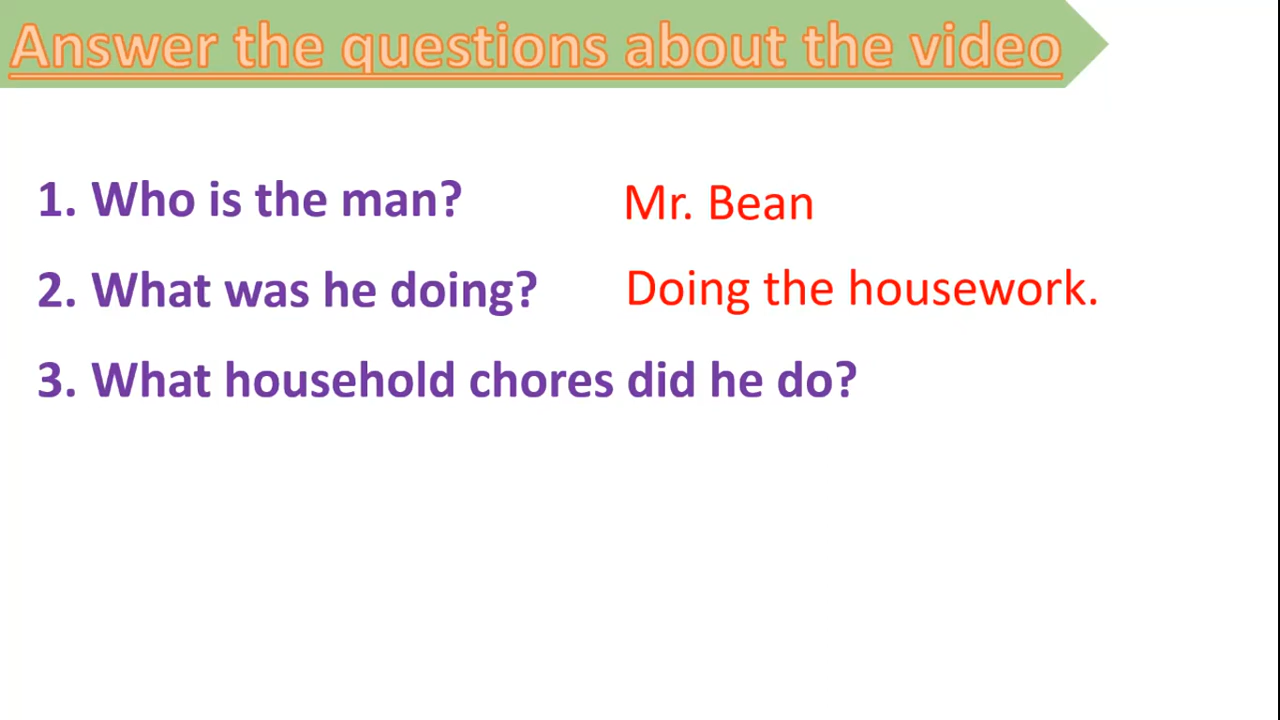 Answer the questions about the video
1. Who is the man? Mr. Bean
2. What was he doing? Doing the housework.
3. What household chores did he do?